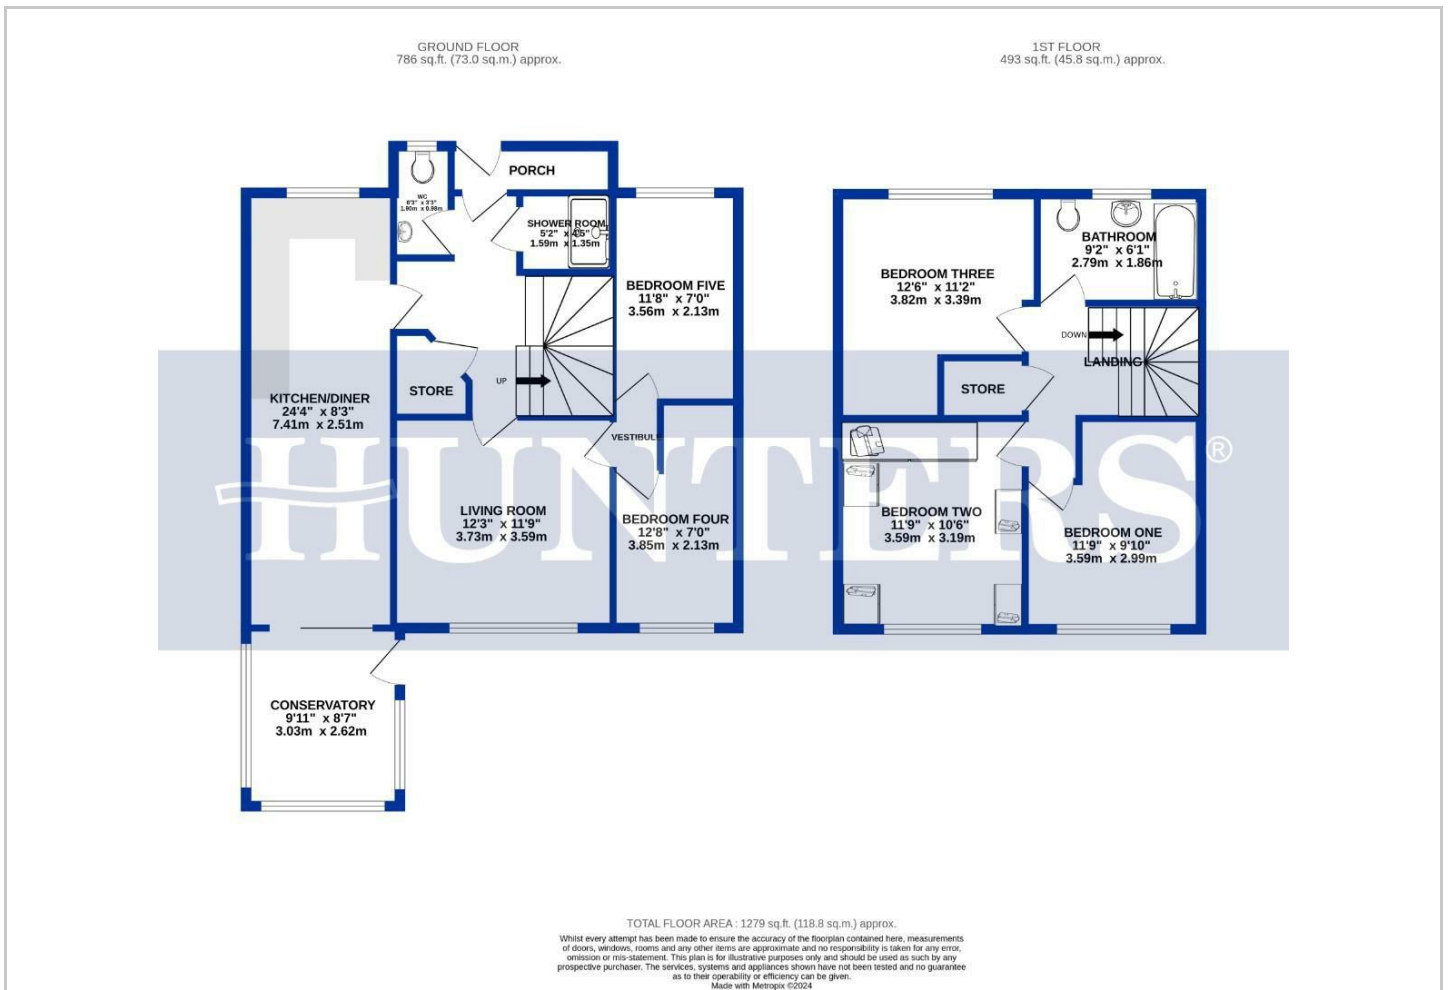 GROUND FLOOR
786 sq.ft. (73.0 sq.m.) approx.
1ST FLOOR
493 sq.ft. (45.8 sq.m.) approx.
PORCH
WC
6'3" x 3'3"
1.90m x 0.98m
SHOWER ROOM
5'2" x 4'5"
1.59m x 1.35m
BEDROOM FIVE
11'8" x 7'0"
3.56m x 2.13m
KITCHEN/DINER
24'4" x 8'3"
7.41m x 2.51m
STORE
UP
VESTIBULE
LIVING ROOM
12'3" x 11'9"
3.73m x 3.59m
BEDROOM FOUR
12'8" x 7'0"
3.85m x 2.13m
CONSERVATORY
9'11" x 8'7"
3.03m x 2.62m
BEDROOM THREE
12'6" x 11'2"
3.82m x 3.39m
BATHROOM
9'2" x 6'1"
2.79m x 1.86m
DOWN
LANDING
STORE
BEDROOM TWO
11'9" x 10'6"
3.59m x 3.19m
BEDROOM ONE
11'9" x 9'10"
3.59m x 2.99m
HUNTERS®
TOTAL FLOOR AREA : 1279 sq.ft. (118.8 sq.m.) approx.
Whilst every attempt has been made to ensure the accuracy of the floorplan contained here, measurements
of doors, windows, rooms and any other items are approximate and no responsibility is taken for any error,
omission or mis-statement. This plan is for illustrative purposes only and should be used as such by any
prospective purchaser. The services, systems and appliances shown have not been tested and no guarantee
as to their operability or efficiency can be given.
Made with Metropix ©2024